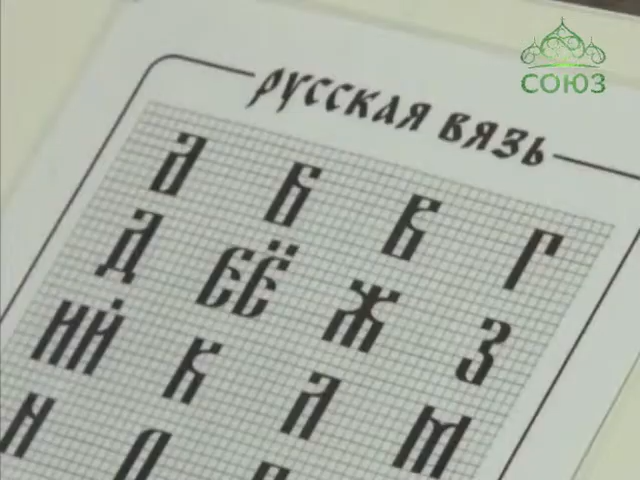 СОЮЗ
русская вязь
А Б В Г
Д ЕЁ Ж З
ИЙ К Л М
Н О